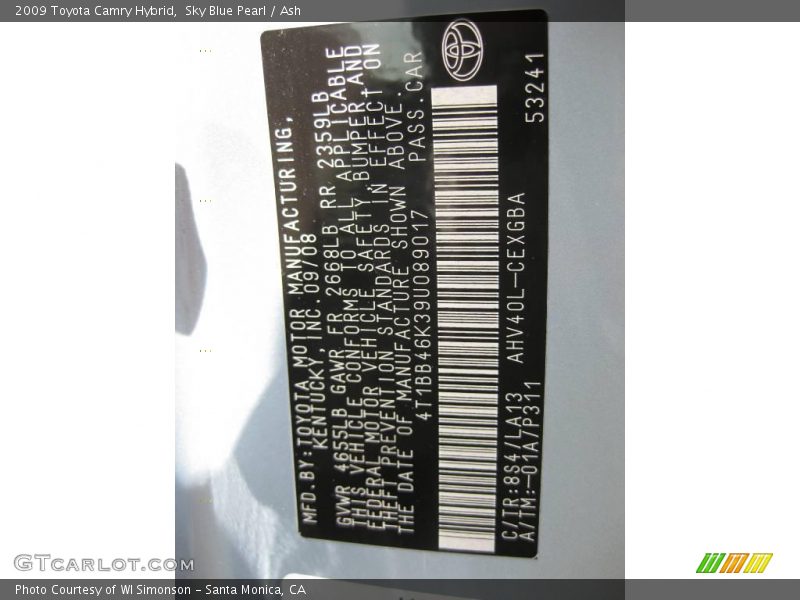 2009 Toyota Camry Hybrid,  Sky Blue Pearl / Ash
MFD.BY:TOYOTA MOTOR MANUFACTURING,
KENTUCKY, INC.09/08
GVWR 4655LB GAWR FR 2668LB RR 2359LB
THIS VEHICLE CONFORMS TO ALL APPLICABLE
FEDERAL MOTOR VEHICLE SAFETY, BUMPER AND
THEFT PREVENTION STANDARDS IN EFFECT ON
THE DATE OF MANUFACTURE SHOWN ABOVE.
4T1BB46K39U089017 PASS.CAR
C/TR:8S4/LA13 AHV40L-CEXGBA 53241
A/TM:-01A/P311
GTCARLOT.COM
Photo Courtesy of WI Simonson - Santa Monica, CA